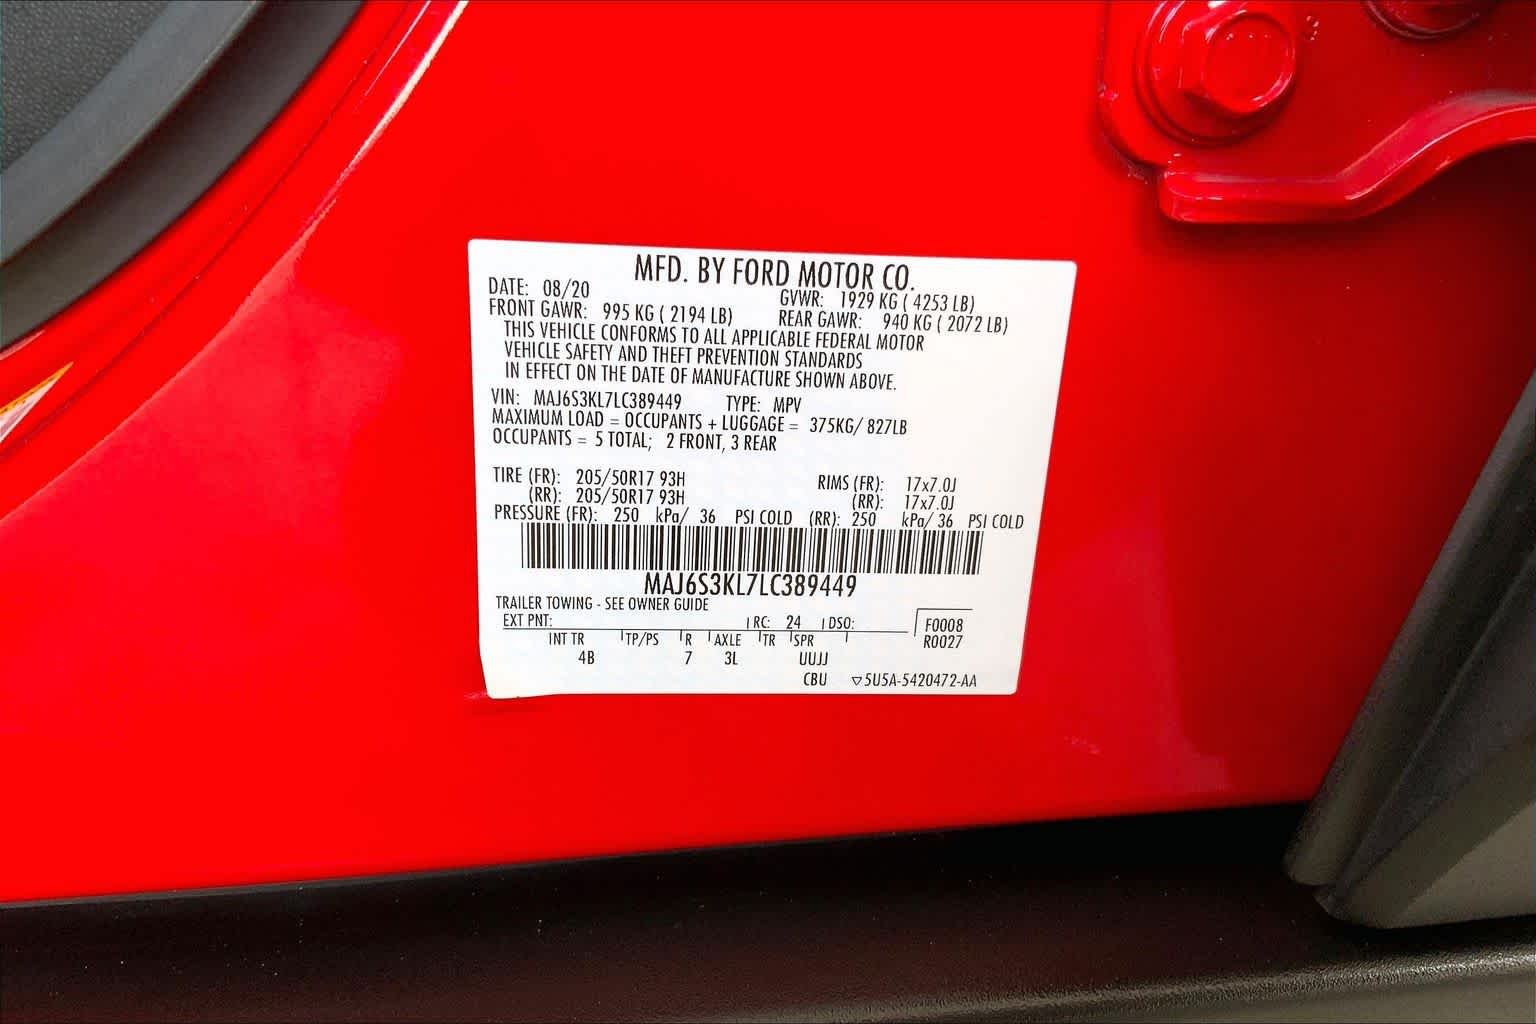 MFD. BY FORD MOTOR CO.
DATE: 08/20 GVWR: 1929 KG ( 4253 LB)
FRONT GAWR: 995 KG ( 2194 LB) REAR GAWR: 940 KG ( 2072 LB)
THIS VEHICLE CONFORMS TO ALL APPLICABLE FEDERAL MOTOR
VEHICLE SAFETY AND THEFT PREVENTION STANDARDS
IN EFFECT ON THE DATE OF MANUFACTURE SHOWN ABOVE.
VIN: MAJ6S3KL7LC389449 TYPE: MPV
MAXIMUM LOAD = OCCUPANTS + LUGGAGE = 375KG/ 827LB
OCCUPANTS = 5 TOTAL; 2 FRONT, 3 REAR
TIRE (FR): 205/50R17 93H RIMS (FR): 17x7.0J
(RR): 205/50R17 93H (RR): 17x7.0J
PRESSURE (FR): 250 kPa/ 36 PSI COLD (RR): 250 kPa/ 36 PSI COLD
MAJ6S3KL7LC389449
TRAILER TOWING - SEE OWNER GUIDE
EXT PNT: RC: 24 DSO: F0008
INT TR TP/PS R AXLE TR SPR R0027
4B 7 3L UUJJ
CBU ▽5U5A-5420472-AA